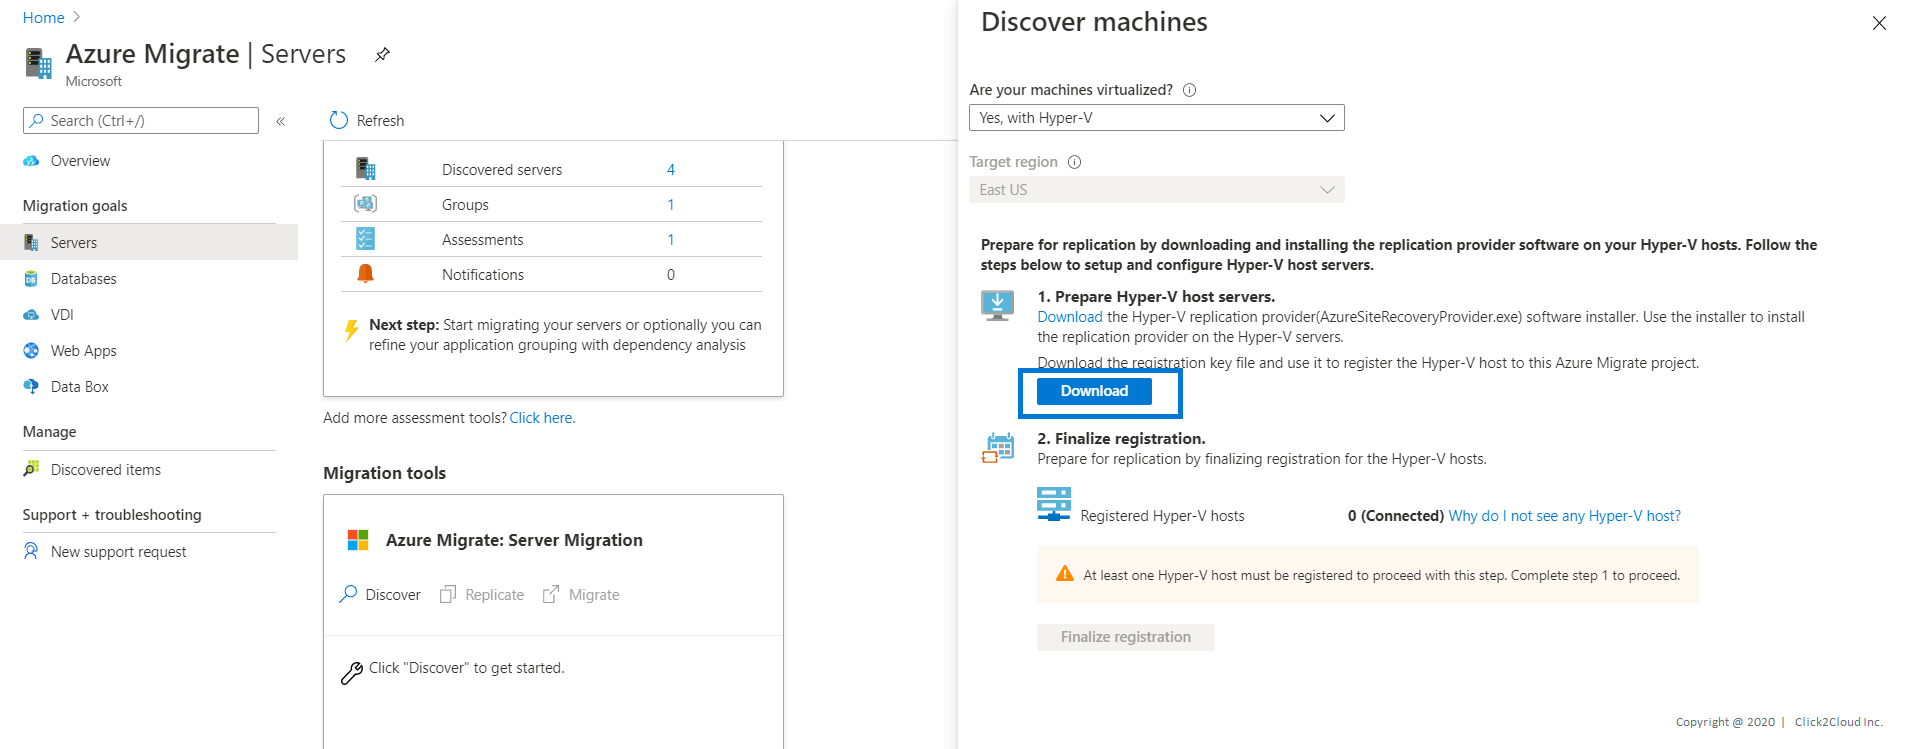 Home
Azure Migrate | Servers
Microsoft
Search (Ctrl+/)
«
Overview
Migration goals
Servers
Databases
VDI
Web Apps
Data Box
Manage
Discovered items
Support + troubleshooting
New support request
Refresh
Discovered servers 4
Groups 1
Assessments 1
Notifications 0
Next step: Start migrating your servers or optionally you can
refine your application grouping with dependency analysis
Add more assessment tools? Click here.
Migration tools
Azure Migrate: Server Migration
Discover Replicate Migrate
Click "Discover" to get started.
Discover machines
Are your machines virtualized?
Yes, with Hyper-V
Target region
East US
Prepare for replication by downloading and installing the replication provider software on your Hyper-V hosts. Follow the
steps below to setup and configure Hyper-V host servers.
1. Prepare Hyper-V host servers.
Download the Hyper-V replication provider(AzureSiteRecoveryProvider.exe) software installer. Use the installer to install
the replication provider on the Hyper-V servers.
Download the registration key file and use it to register the Hyper-V host to this Azure Migrate project.
Download
2. Finalize registration.
Prepare for replication by finalizing registration for the Hyper-V hosts.
Registered Hyper-V hosts 0 (Connected) Why do I not see any Hyper-V host?
At least one Hyper-V host must be registered to proceed with this step. Complete step 1 to proceed.
Finalize registration
Copyright @ 2020 | Click2Cloud Inc.